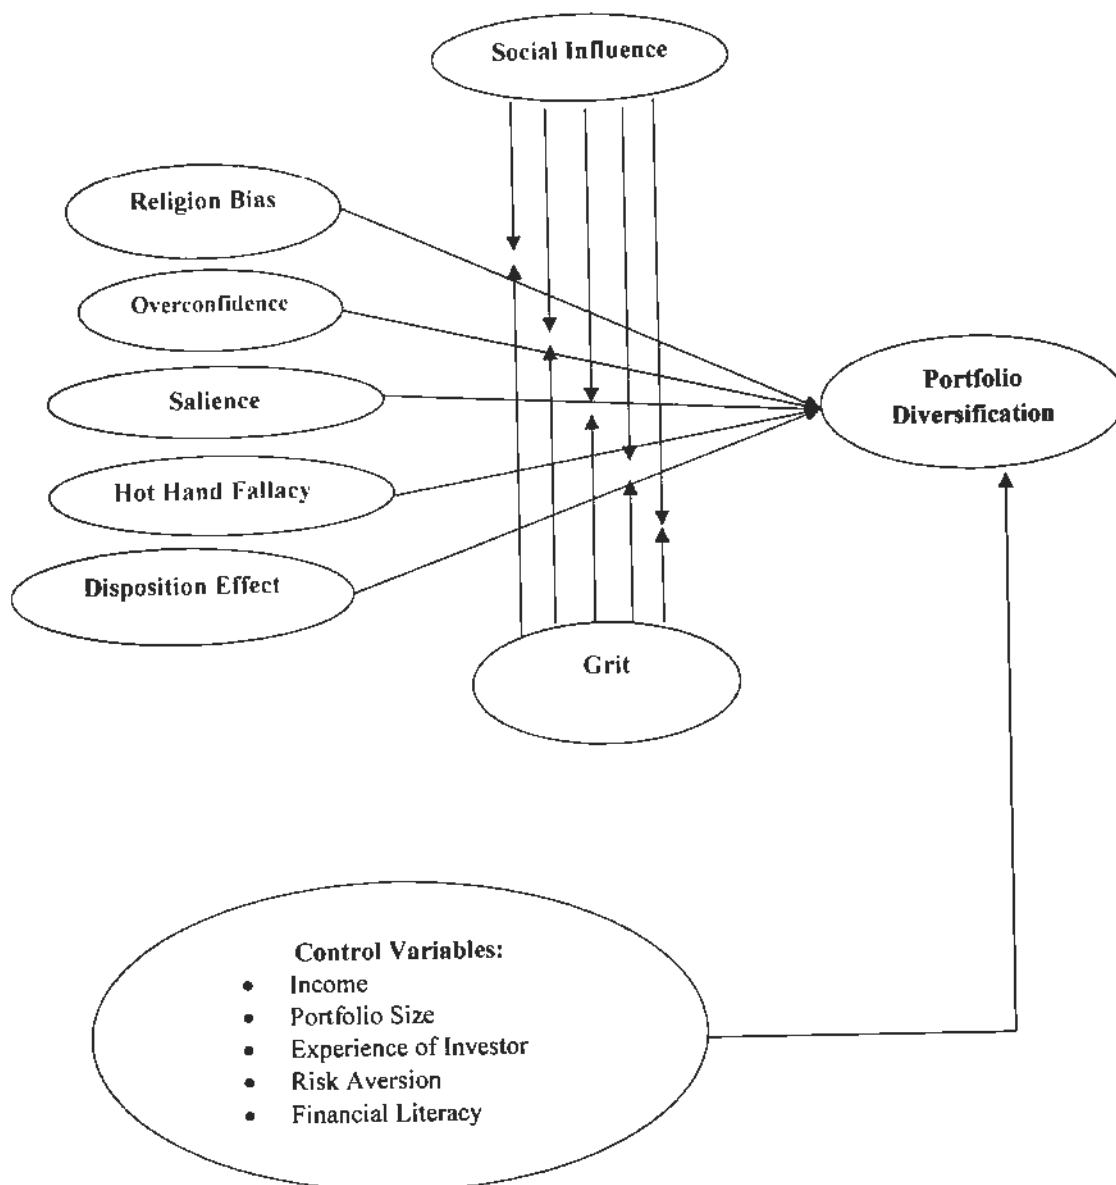 Social Influence
Religion Bias
Overconfidence
Salience
Hot Hand Fallacy
Disposition Effect
Portfolio
Diversification
Grit
Control Variables:
• Income
• Portfolio Size
• Experience of Investor
• Risk Aversion
• Financial Literacy